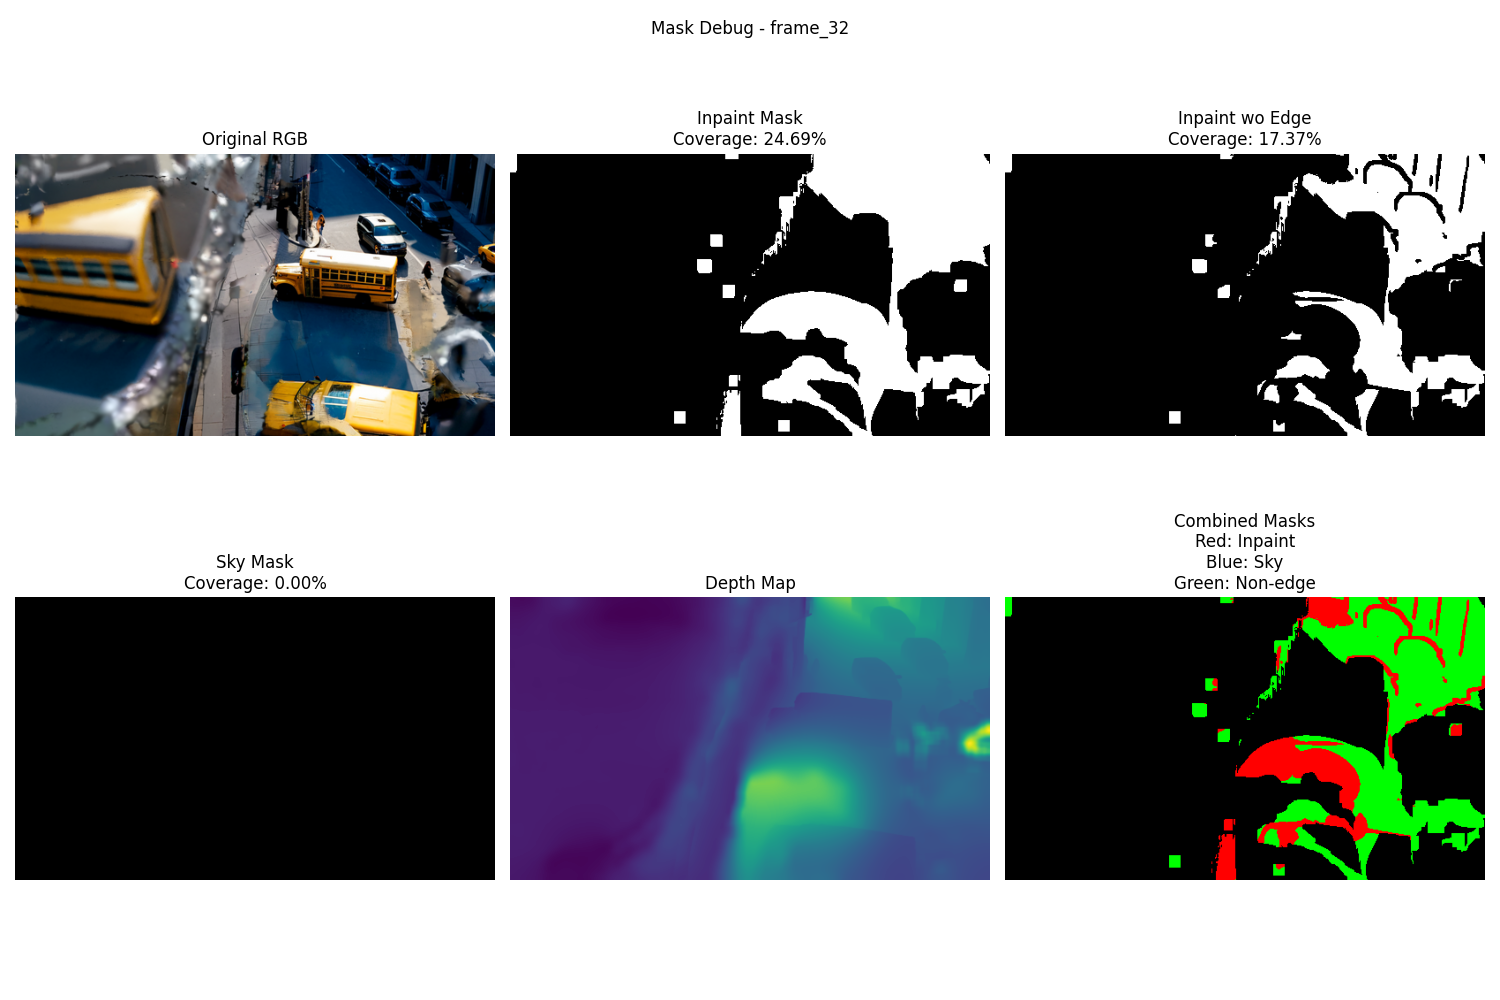 Mask Debug - frame_32
Original RGB
Inpaint Mask
Coverage: 24.69%
Inpaint wo Edge
Coverage: 17.37%
Sky Mask
Coverage: 0.00%
Depth Map
Combined Masks
Red: Inpaint
Blue: Sky
Green: Non-edge